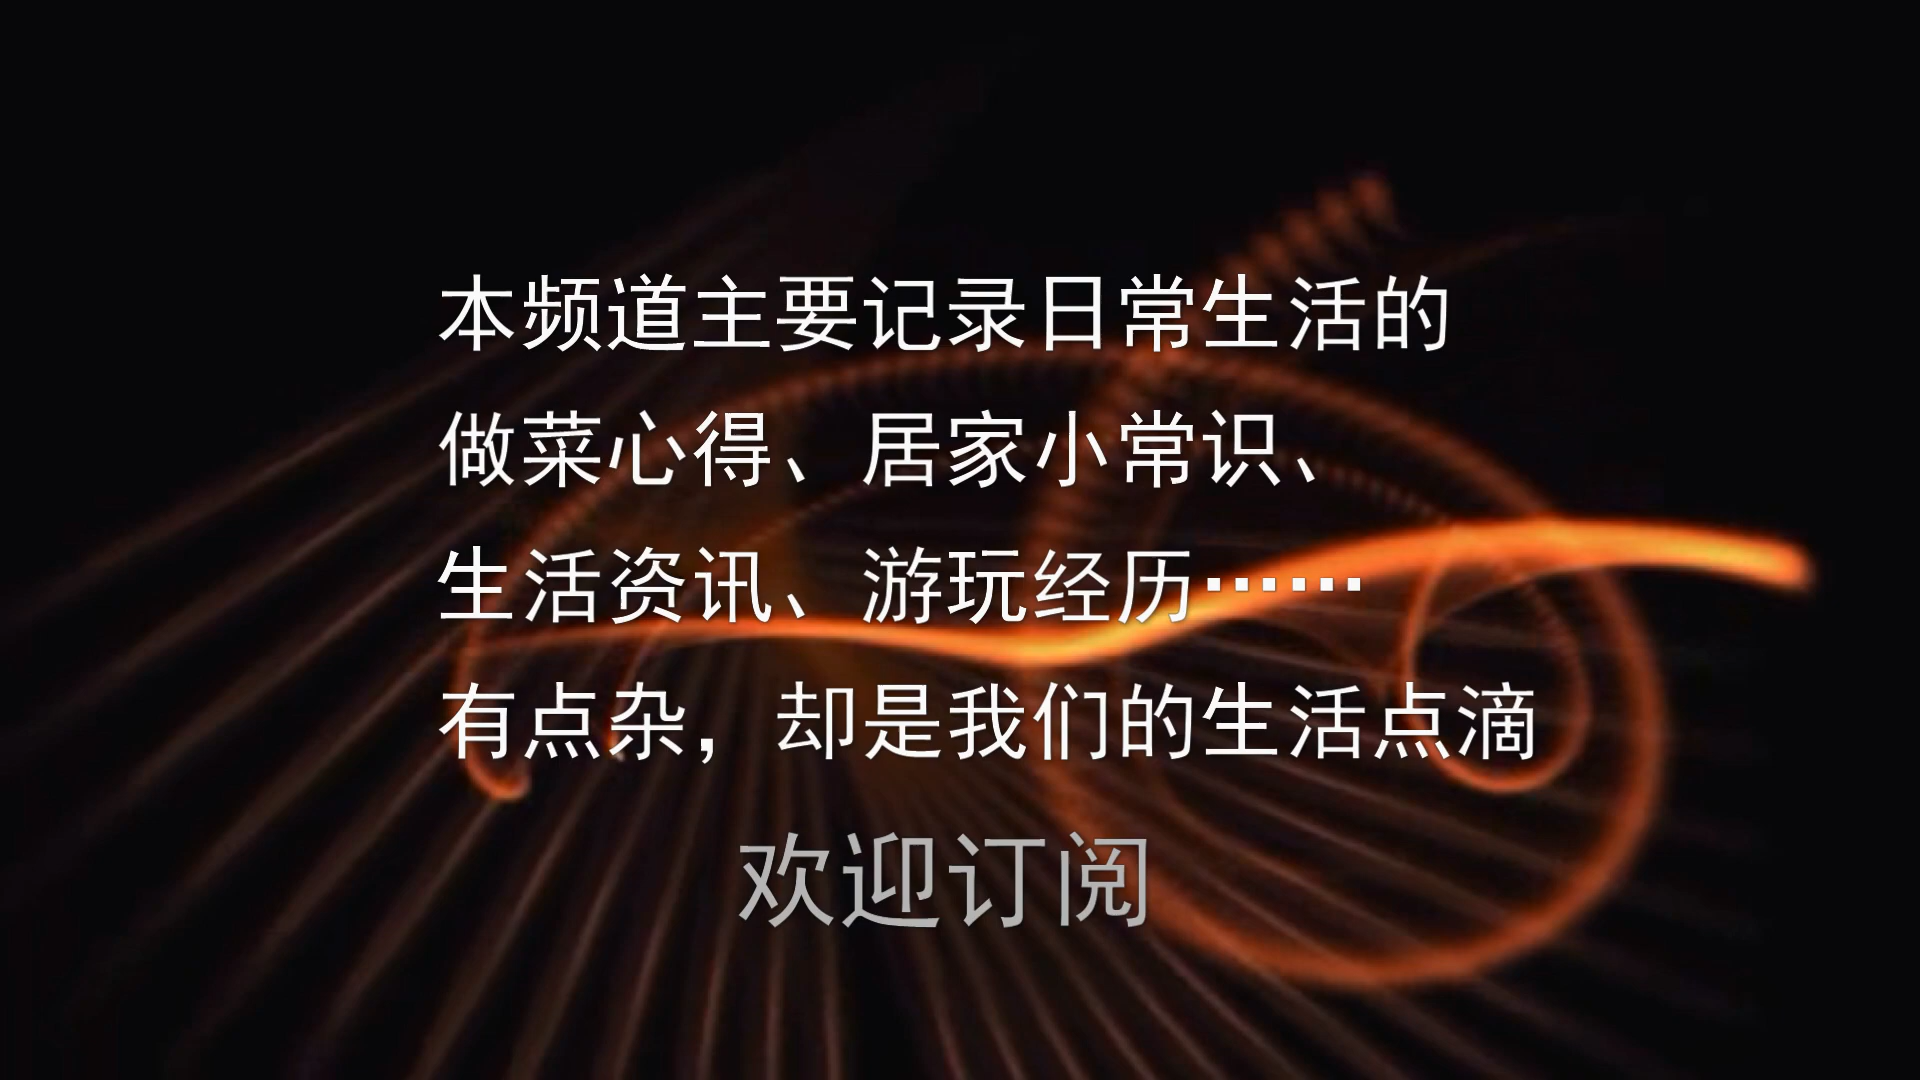 本频道主要记录日常生活的
做菜心得、居家小常识、
生活资讯、游玩经历……
有点杂，却是我们的生活点滴
欢迎订阅